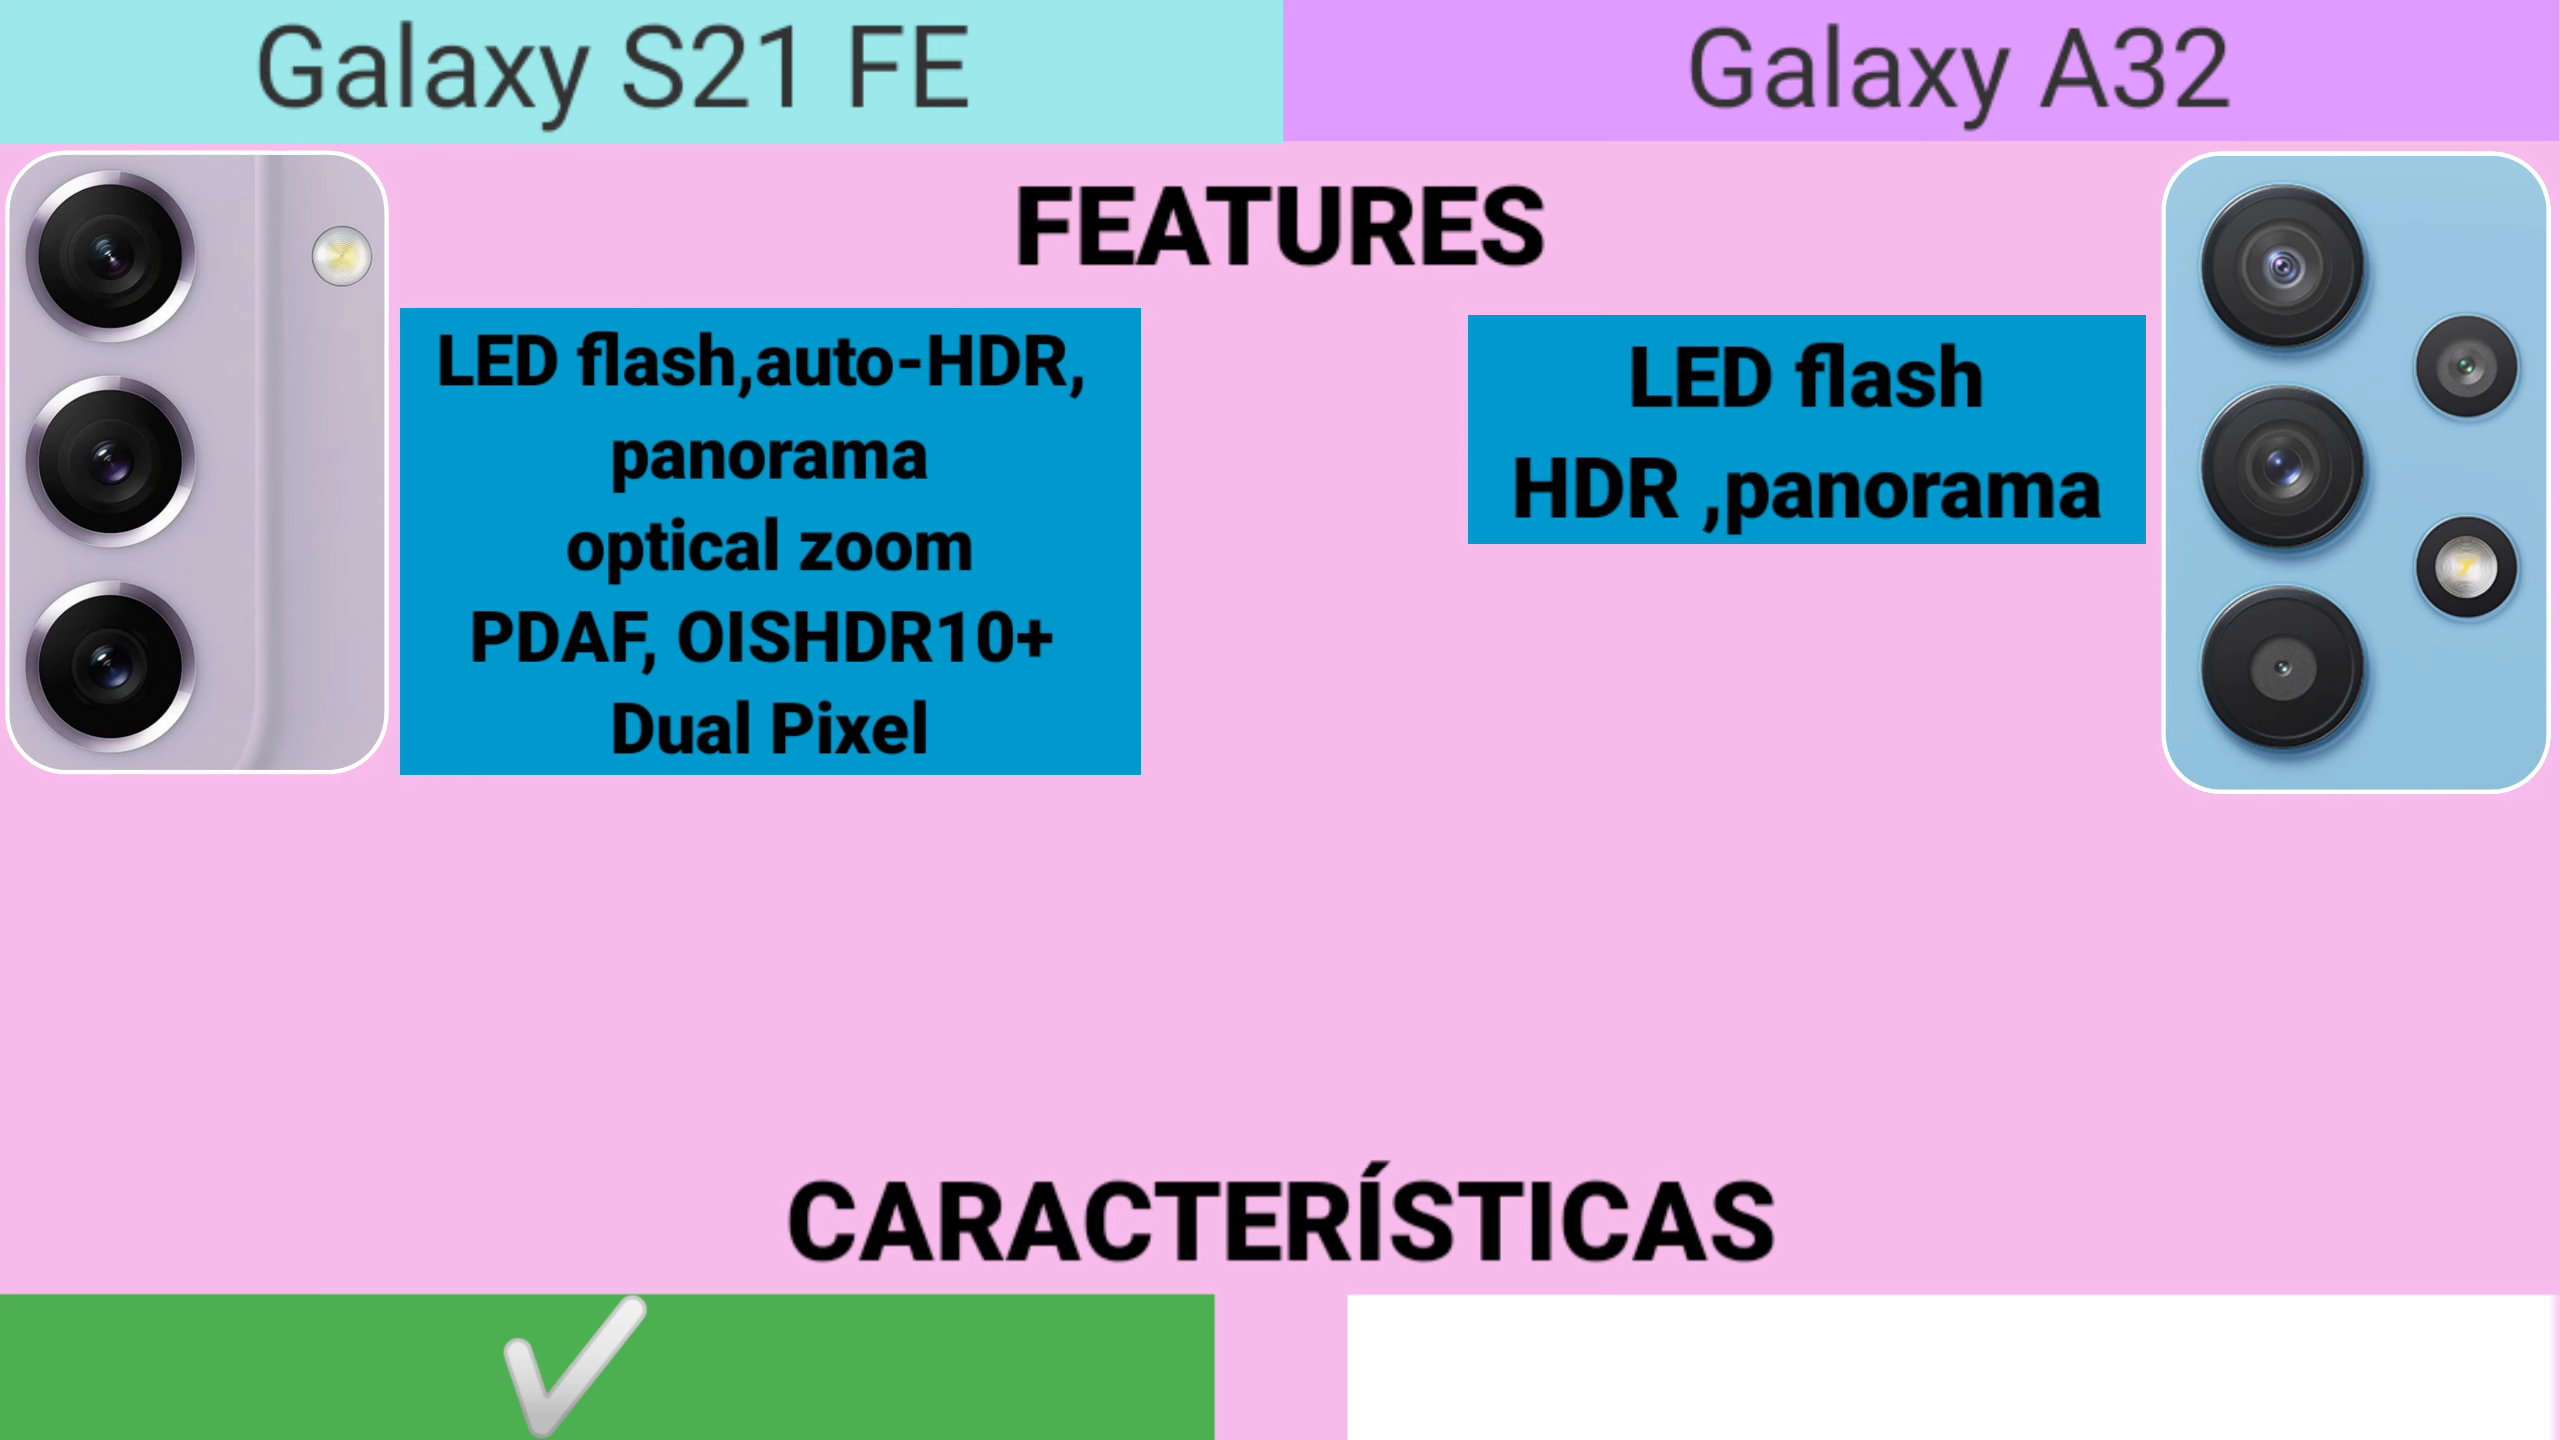 Galaxy S21 FE
Galaxy A32
FEATURES
LED flash,auto-HDR,
panorama
optical zoom
PDAF, OISHDR10+
Dual Pixel
LED flash
HDR ,panorama
CARACTERÍSTICAS